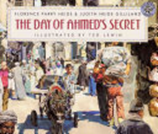 FLORENCE PARRY HEIDE & JUDITH HEIDE GILLILAND
THE DAY OF AHMED'S SECRET
ILLUSTRATED BY TED LEWIN